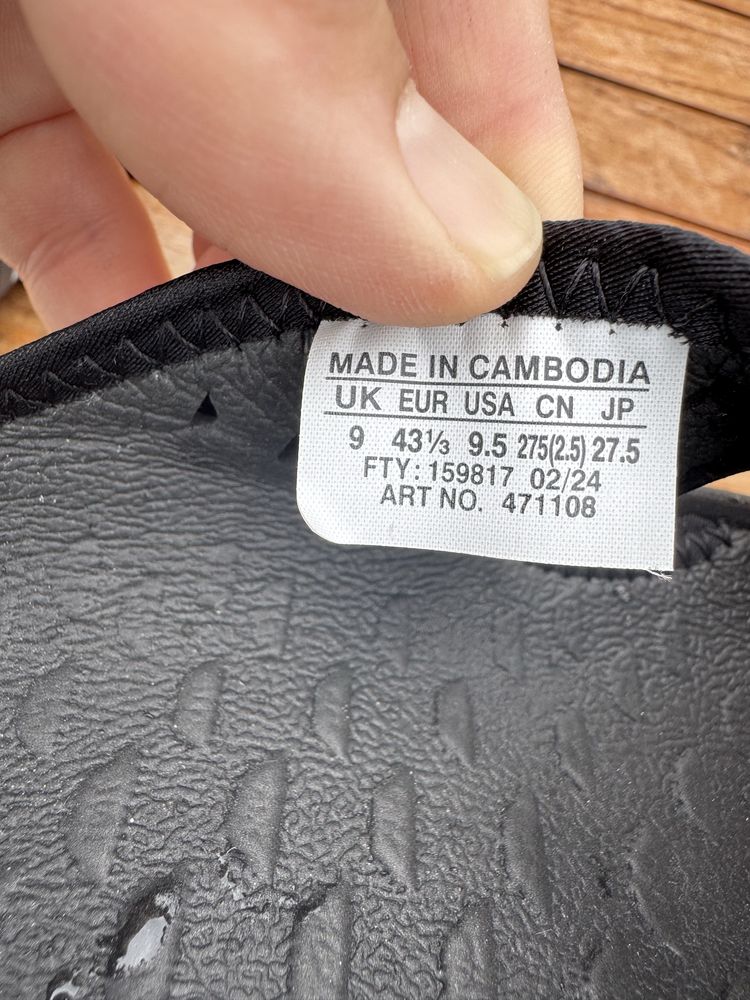 MADE IN CAMBODIA
UK EUR USA CN JP
9 43⅓ 9.5 275(2.5) 27.5
FTY: 159817 02/24
ART NO. 471108